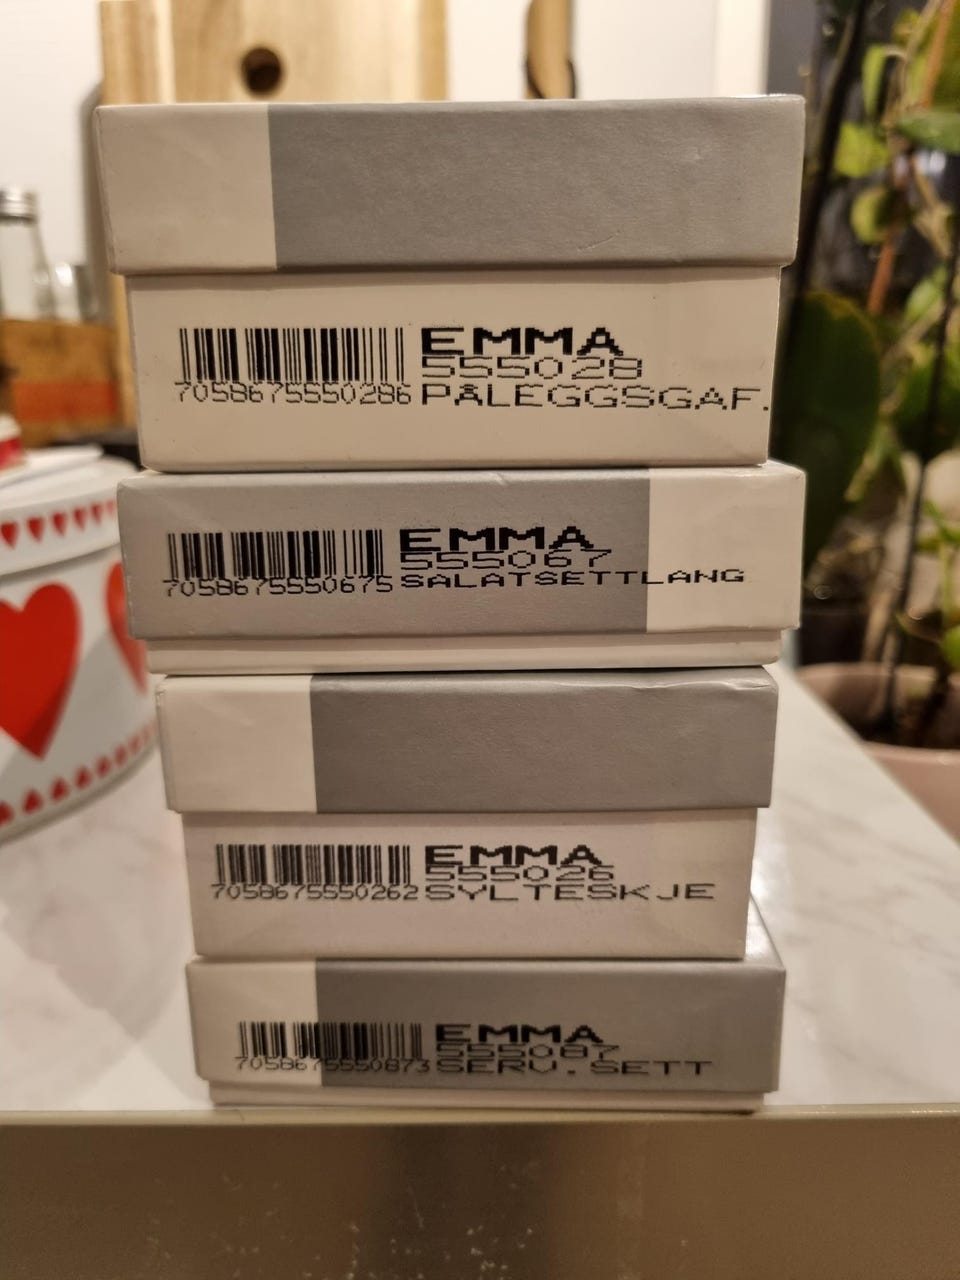 EMMA
555028
7058675550286 PÅLEGGSGAF.
EMMA
555067
7058675550675 SALATSETTLANG
EMMA
555026
7058675550262 SYLTESKJE
EMMA
555087
7058675550873 SERV.SETT